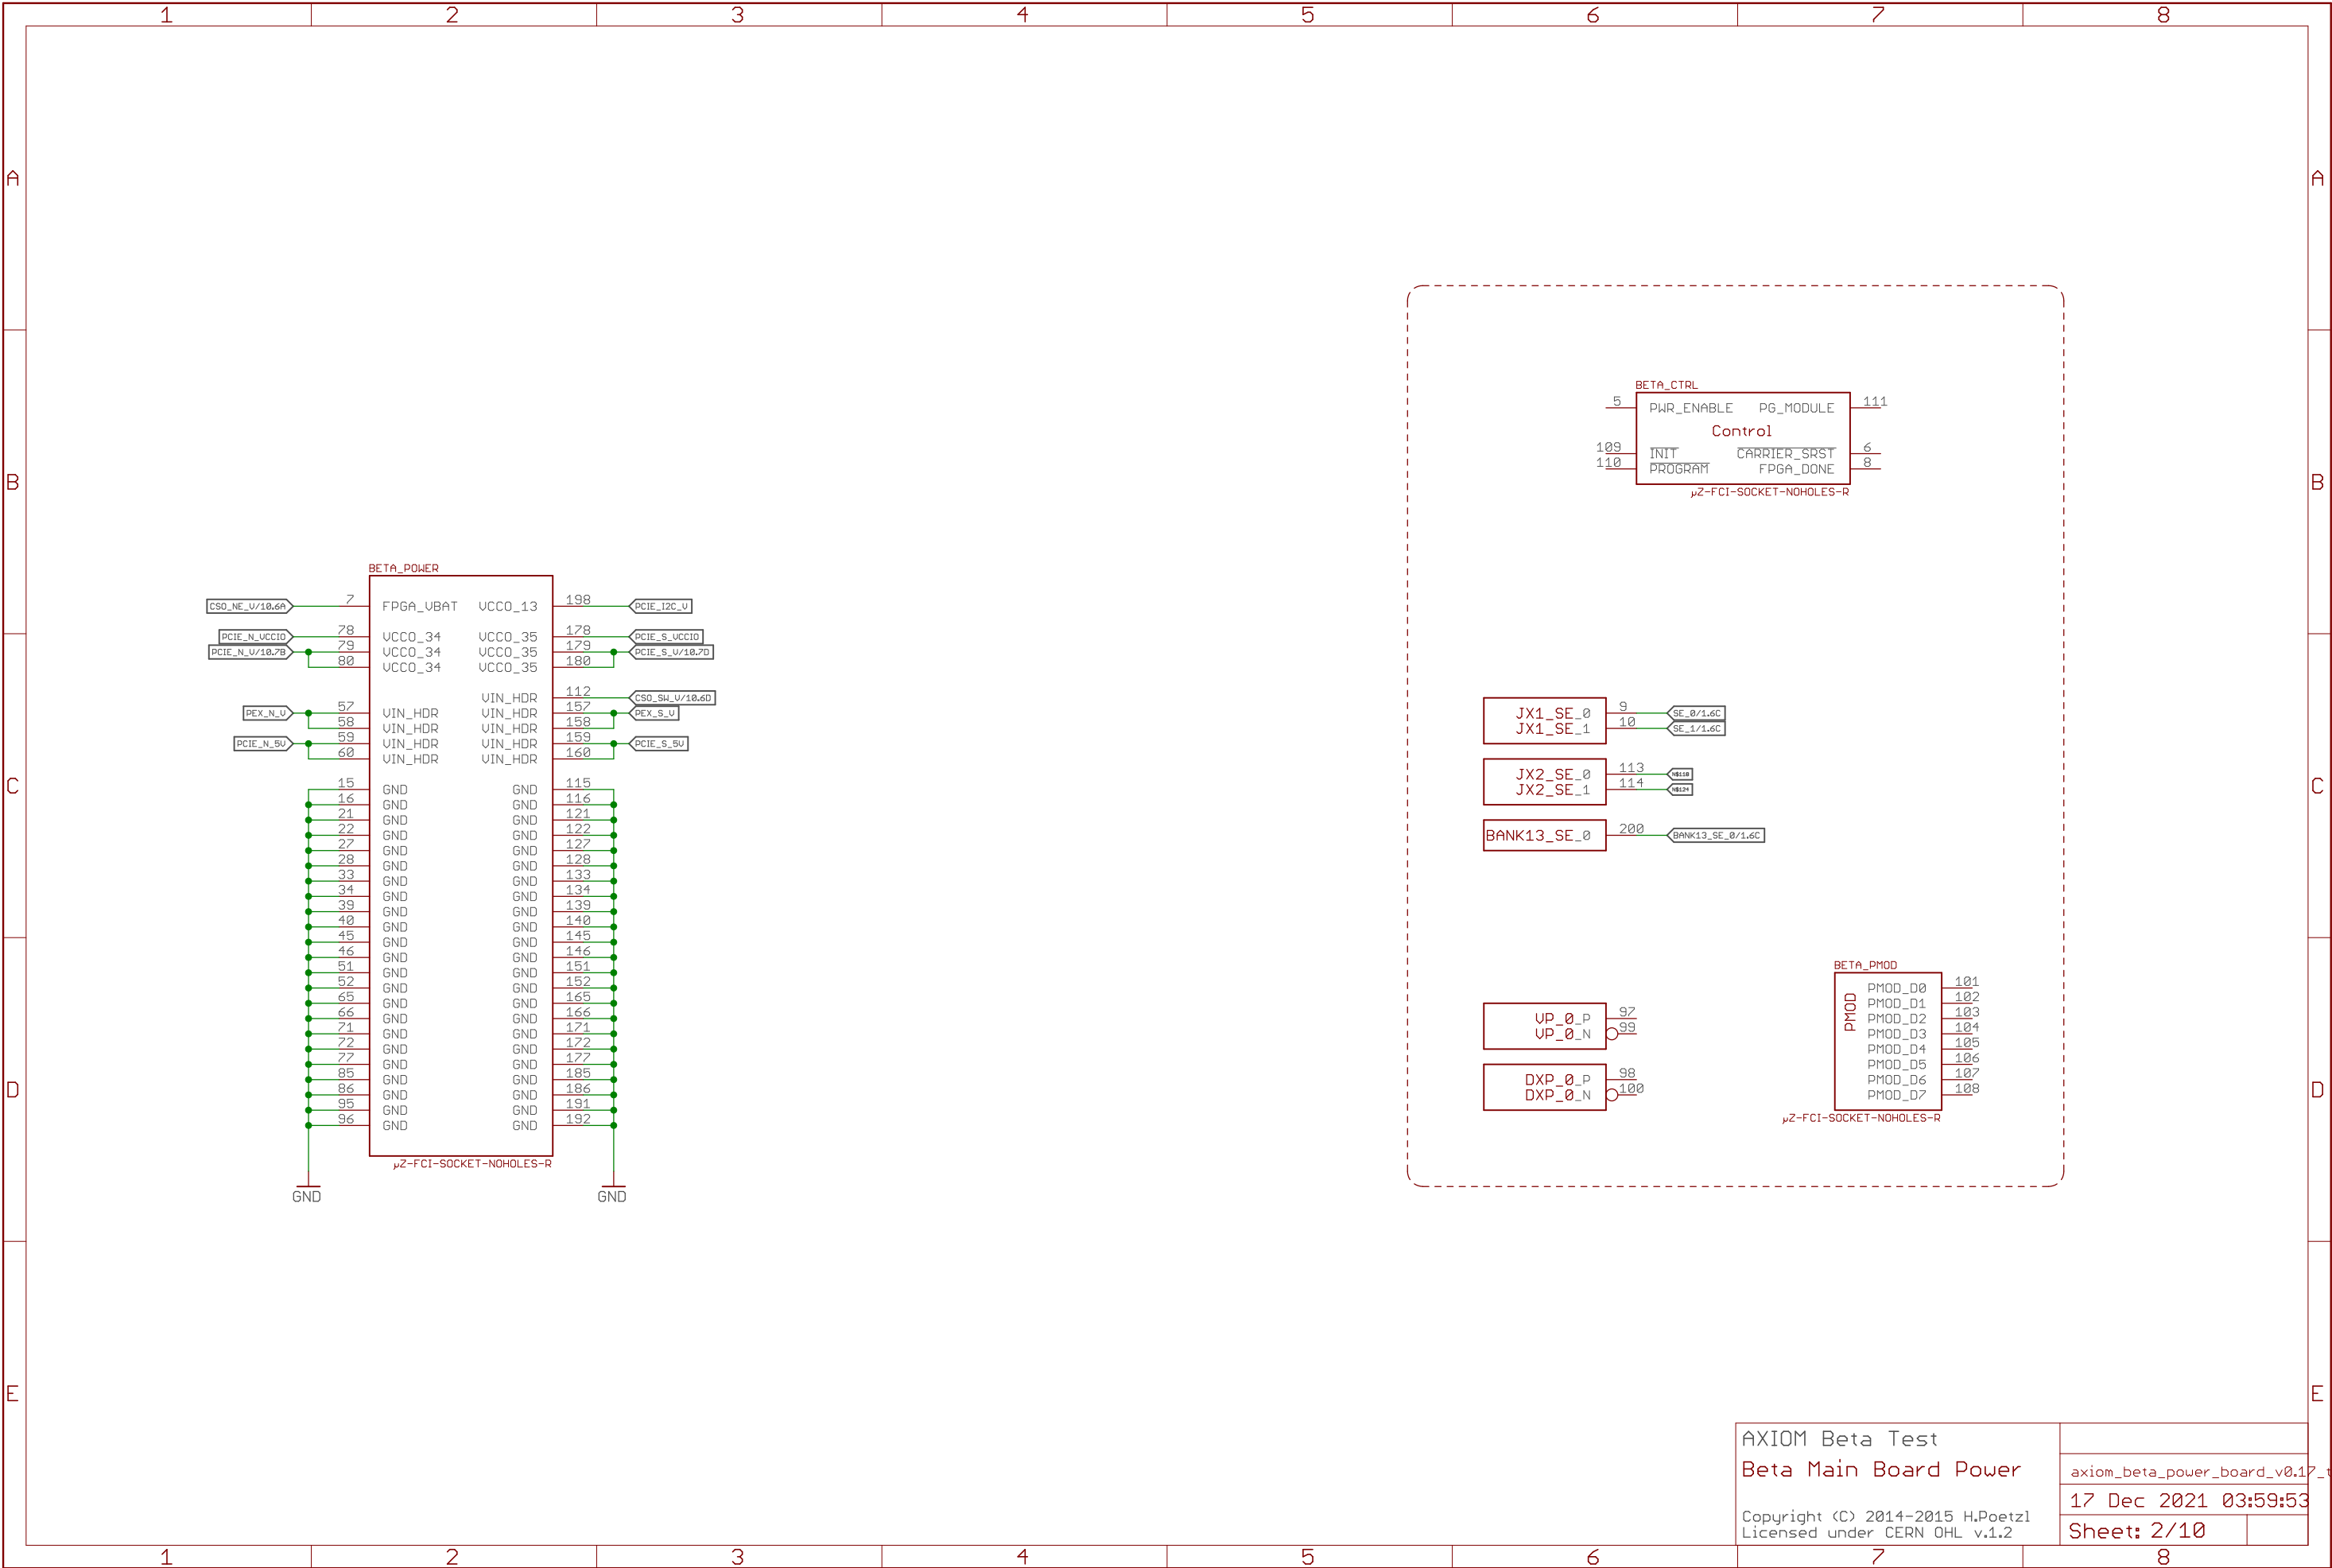 1 2 3 4 5 6 7 8
A A
BETA_CTRL
5 PWR_ENABLE PG_MODULE 111
Control
109 INIT CARRIER_SRST 6
110 PROGRAM FPGA_DONE 8
µZ-FCI-SOCKET-NOHOLES-R
B B
BETA_POWER
CSO_NE_V/10.6A 7 FPGA_VBAT VCCO_13 198 PCIE_I2C_V
PCIE_N_VCCIO 78 VCCO_34 VCCO_35 178 PCIE_S_VCCIO
PCIE_N_V/10.7B 79 VCCO_34 VCCO_35 179 PCIE_S_V/10.7D
80 VCCO_34 VCCO_35 180
VIN_HDR 112 CSO_SW_V/10.6D
PEX_N_V 57 VIN_HDR VIN_HDR 157 PEX_S_V
58 VIN_HDR VIN_HDR 158
PCIE_N_5V 59 VIN_HDR VIN_HDR 159 PCIE_S_5V
60 VIN_HDR VIN_HDR 160
15 GND GND 115
16 GND GND 116
21 GND GND 121
22 GND GND 122
27 GND GND 127
28 GND GND 128
33 GND GND 133
34 GND GND 134
39 GND GND 139
40 GND GND 140
45 GND GND 145
46 GND GND 146
51 GND GND 151
52 GND GND 152
65 GND GND 165
66 GND GND 166
71 GND GND 171
72 GND GND 172
77 GND GND 177
85 GND GND 185
86 GND GND 186
95 GND GND 191
96 GND GND 192
µZ-FCI-SOCKET-NOHOLES-R
GND GND
JX1_SE_0 9 SE_0/1.6C
JX1_SE_1 10 SE_1/1.6C
JX2_SE_0 113 N$118
JX2_SE_1 114 N$124
C C
BANK13_SE_0 200 BANK13_SE_0/1.6C
BETA_PMOD
PMOD
PMOD_D0 101
PMOD_D1 102
PMOD_D2 103
PMOD_D3 104
PMOD_D4 105
PMOD_D5 106
PMOD_D6 107
PMOD_D7 108
µZ-FCI-SOCKET-NOHOLES-R
VP_0_P 97
VP_0_N 99
DXP_0_P 98
DXP_0_N 100
D D
E E
AXIOM Beta Test
Beta Main Board Power
axiom_beta_power_board_v0.17_t
17 Dec 2021 03:59:53
Copyright (C) 2014-2015 H.Poetzl
Licensed under CERN OHL v.1.2
Sheet: 2/10
1 2 3 4 5 6 7 8